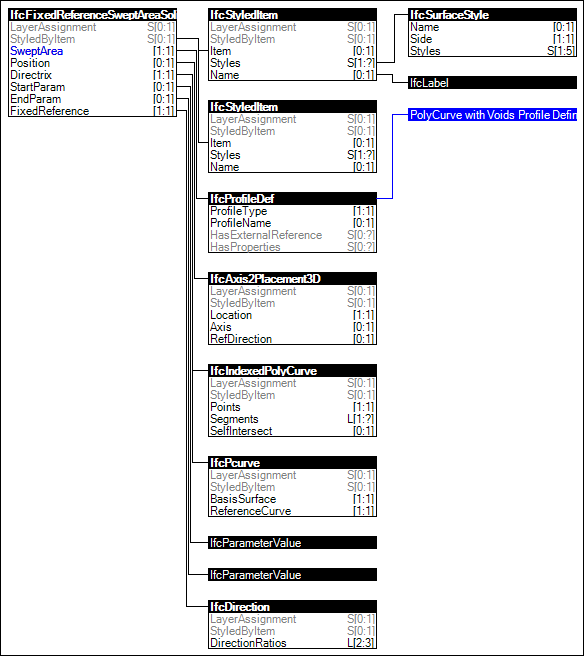 IfcFixedReferenceSweptAreaSol
LayerAssignment S[0:1]
StyledByItem S[0:1]
SweptArea [1:1]
Position [0:1]
Directrix [1:1]
StartParam [0:1]
EndParam [0:1]
FixedReference [1:1]
IfcStyledItem
LayerAssignment S[0:1]
StyledByItem S[0:1]
Item [0:1]
Styles S[1:?]
Name [0:1]
IfcSurfaceStyle
Name [0:1]
Side [1:1]
Styles S[1:5]
IfcLabel
IfcStyledItem
LayerAssignment S[0:1]
StyledByItem S[0:1]
Item [0:1]
Styles S[1:?]
Name [0:1]
PolyCurve with Voids Profile Defin
IfcProfileDef
ProfileType [1:1]
ProfileName [0:1]
HasExternalReference S[0:?]
HasProperties S[0:?]
IfcAxis2Placement3D
LayerAssignment S[0:1]
StyledByItem S[0:1]
Location [1:1]
Axis [0:1]
RefDirection [0:1]
IfcIndexedPolyCurve
LayerAssignment S[0:1]
StyledByItem S[0:1]
Points [1:1]
Segments L[1:?]
SelfIntersect [0:1]
IfcPcurve
LayerAssignment S[0:1]
StyledByItem S[0:1]
BasisSurface [1:1]
ReferenceCurve [1:1]
IfcParameterValue
IfcParameterValue
IfcDirection
LayerAssignment S[0:1]
StyledByItem S[0:1]
DirectionRatios L[2:3]